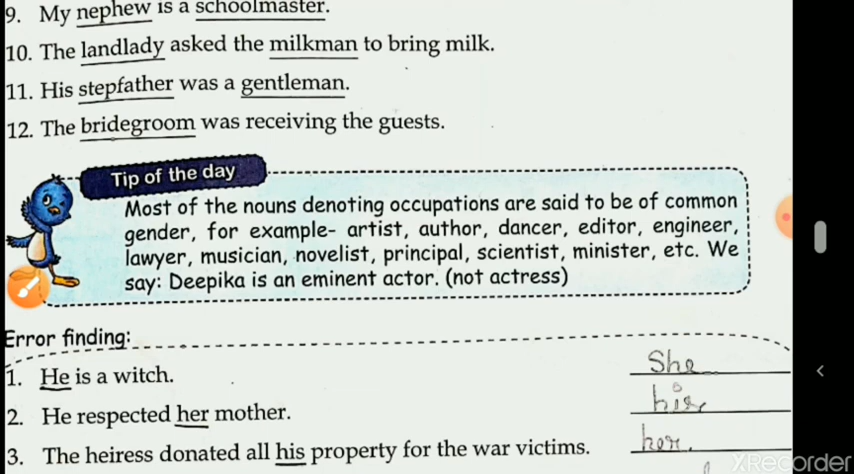 9. My nephew is a schoolmaster.
10. The landlady asked the milkman to bring milk.
11. His stepfather was a gentleman.
12. The bridegroom was receiving the guests.
Tip of the day
Most of the nouns denoting occupations are said to be of common
gender, for example- artist, author, dancer, editor, engineer,
lawyer, musician, novelist, principal, scientist, minister, etc. We
say: Deepika is an eminent actor. (not actress)
Error finding:
1. He is a witch. She
2. He respected her mother. his
3. The heiress donated all his property for the war victims. her.
XRecorder